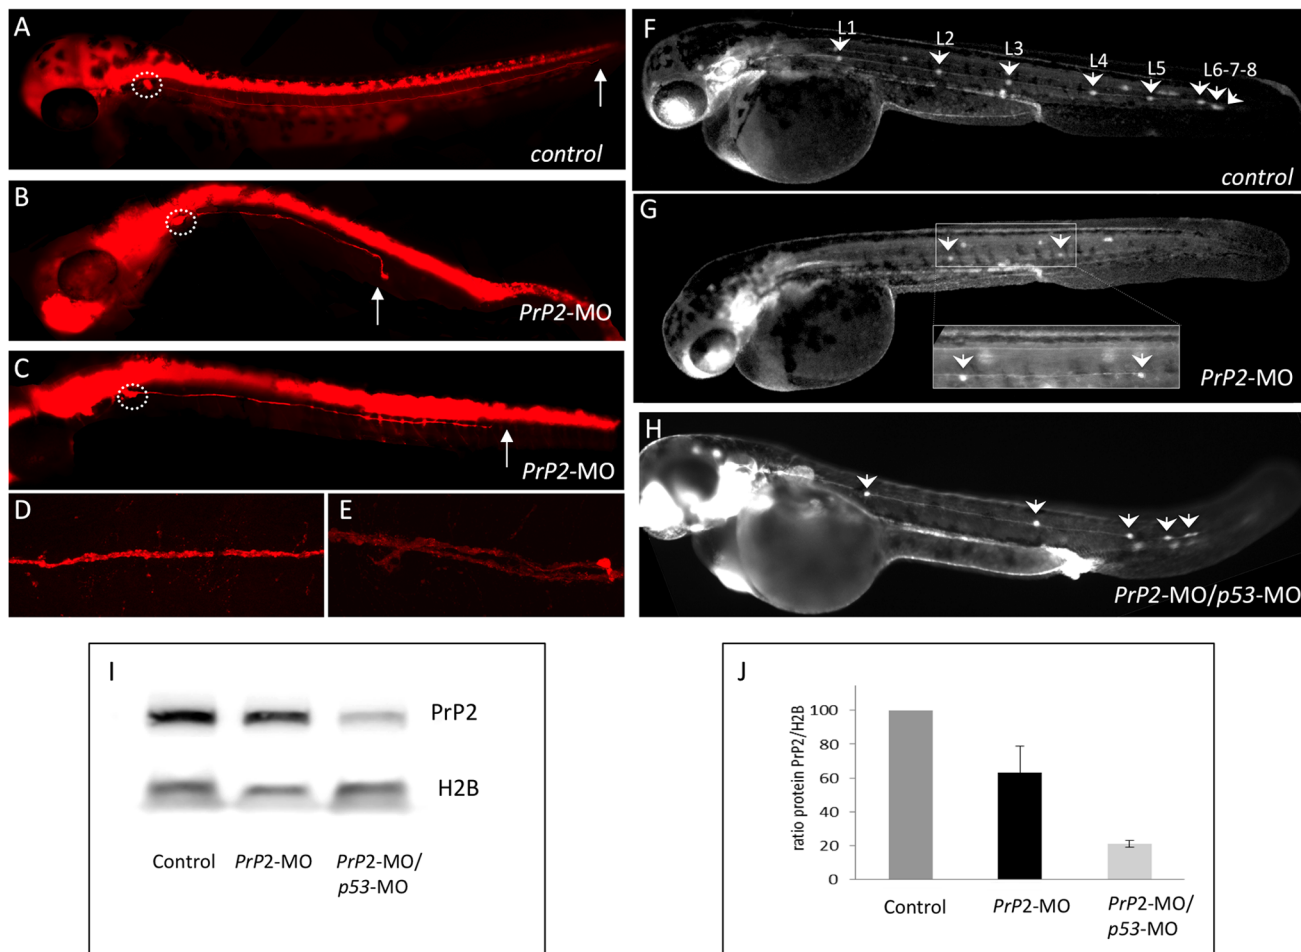 A
control
B
PrP2-MO
C
PrP2-MO
D
E
F
L1
L2
L3
L4
L5
L6-7-8
control
G
PrP2-MO
H
PrP2-MO/p53-MO
I
PrP2
H2B
Control
PrP2-MO
PrP2-MO/
p53-MO
J
ratio protein PrP2/H2B
100
80
60
40
20
0
Control
PrP2-MO
PrP2-MO/
p53-MO